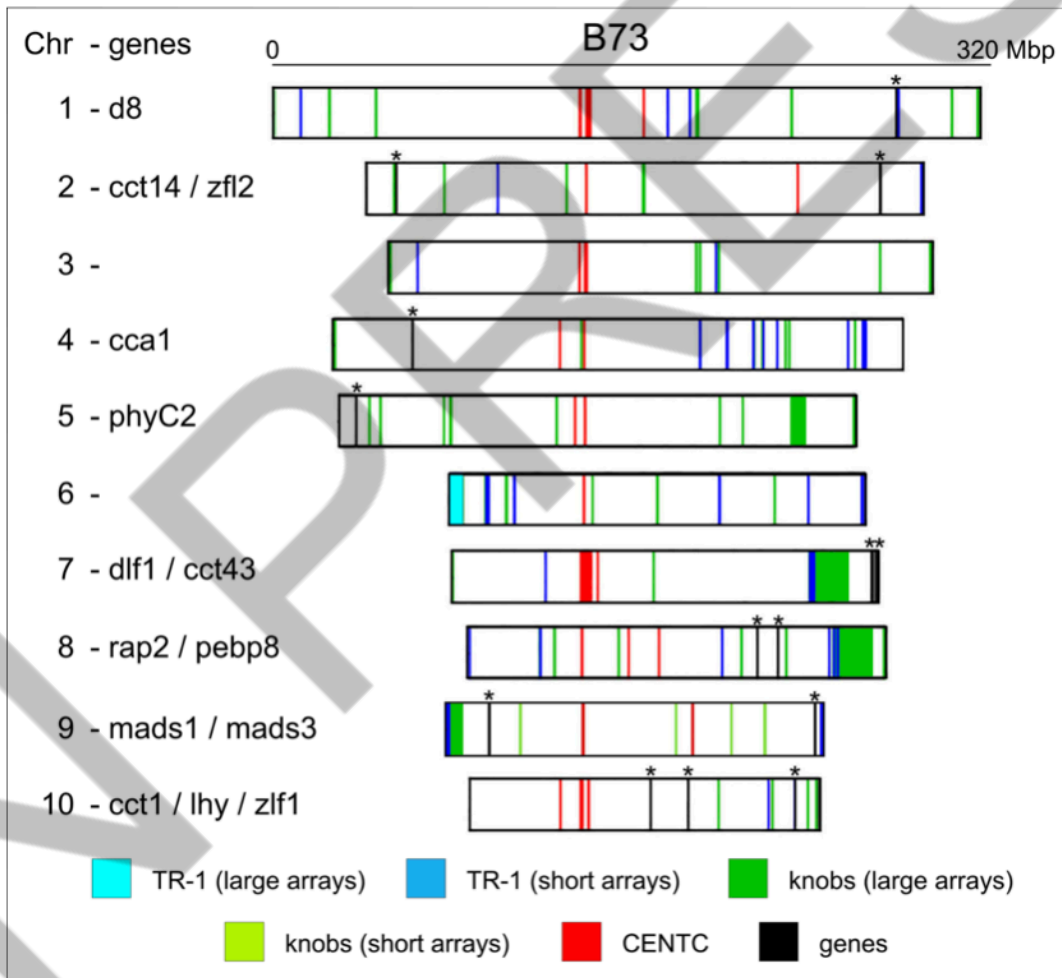 B73
Chr - genes 0 320 Mbp
*
1 - d8
* *
2 - cct14 / zfl2
3 -
*
4 - cca1
*
5 - phyC2
6 -
**
7 - dlf1 / cct43
* *
8 - rap2 / pebp8
* *
9 - mads1 / mads3
* * *
10 - cct1 / lhy / zlf1
TR-1 (large arrays) TR-1 (short arrays) knobs (large arrays)
knobs (short arrays) CENTC genes